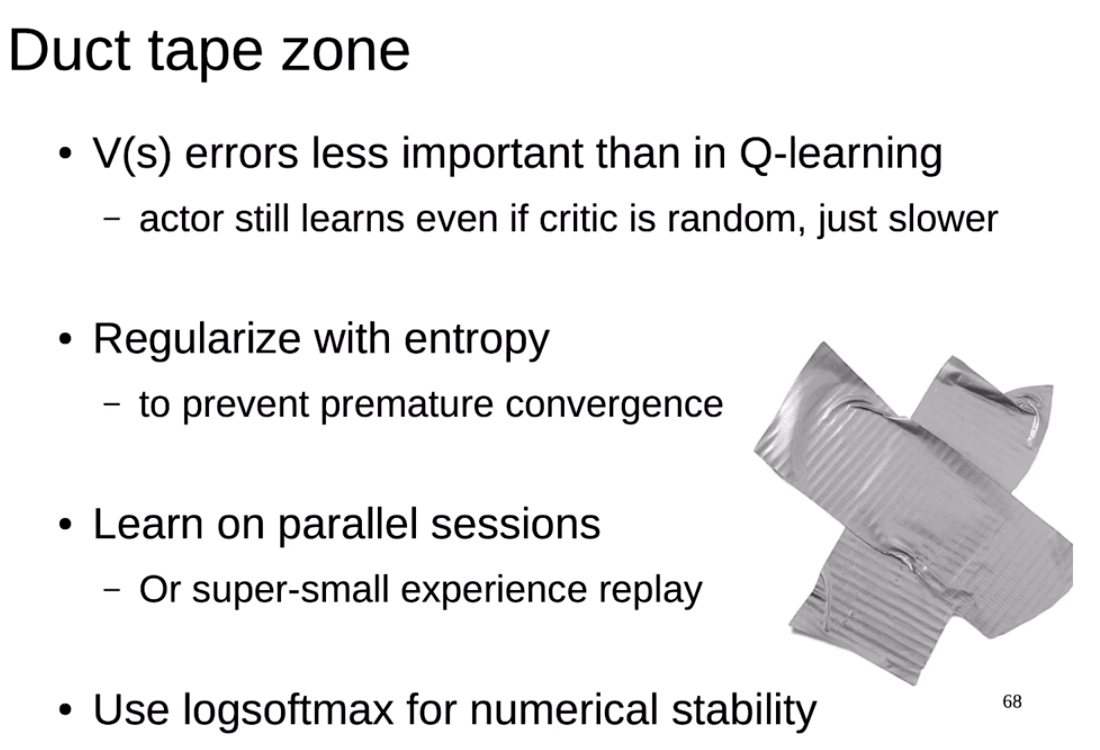 Duct tape zone
• V(s) errors less important than in Q-learning
– actor still learns even if critic is random, just slower
• Regularize with entropy
– to prevent premature convergence
• Learn on parallel sessions
– Or super-small experience replay
• Use logsoftmax for numerical stability
68